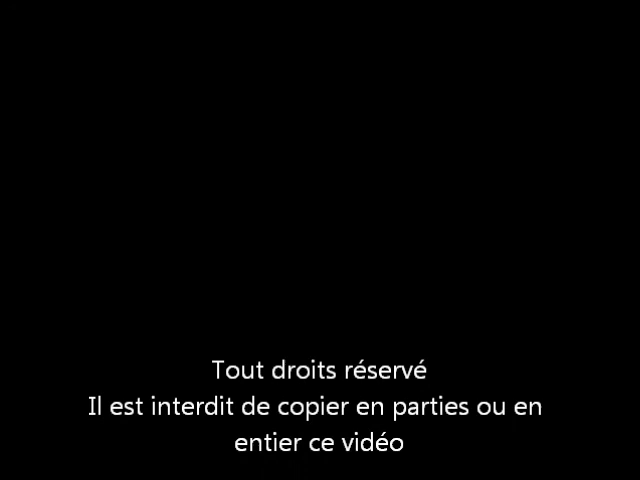 Tout droits réservé
Il est interdit de copier en parties ou en
entier ce vidéo